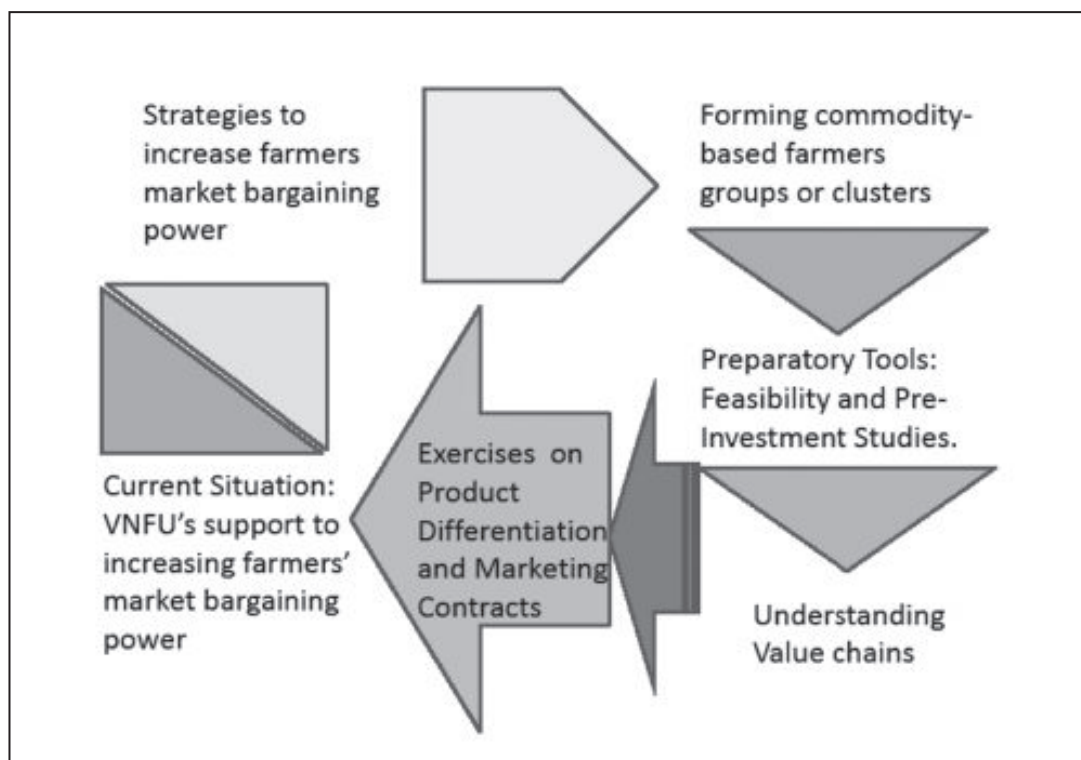 Strategies to
increase farmers
market bargaining
power
Forming commodity-
based farmers
groups or clusters
Preparatory Tools:
Feasibility and Pre-
Investment Studies.
Understanding
Value chains
Exercises on
Product
Differentiation
and Marketing
Contracts
Current Situation:
VNFU's support to
increasing farmers'
market bargaining
power